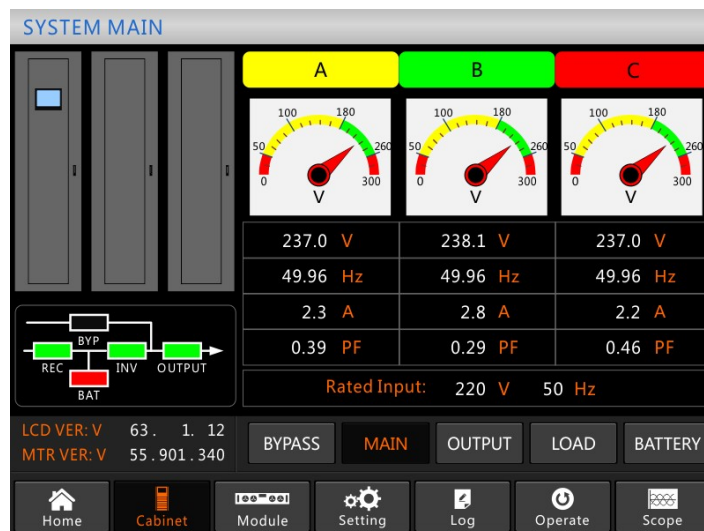 SYSTEM MAIN
A B C
100 180 100 180 100 180
50 260 50 260 50 260
0 300 0 300 0 300
V V V
237.0 V 238.1 V 237.0 V
49.96 Hz 49.96 Hz 49.96 Hz
2.3 A 2.8 A 2.2 A
0.39 PF 0.29 PF 0.46 PF
Rated Input: 220 V 50 Hz
BYP
REC INV OUTPUT
BAT
LCD VER: V 63. 1. 12
MTR VER: V 55.901.340
BYPASS MAIN OUTPUT LOAD BATTERY
Home Cabinet Module Setting Log Operate Scope